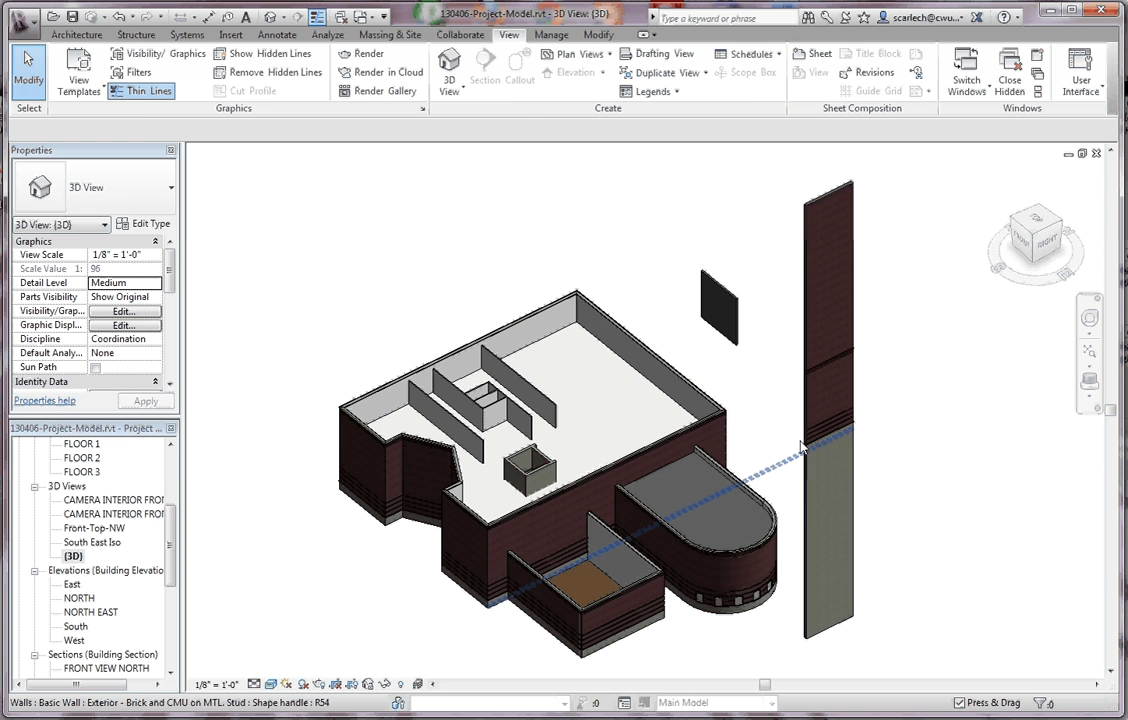 130406-Project-Model.rvt - 3D View: {3D}
Type a keyword or phrase
scarlech@cwu...
Architecture Structure Systems Insert Annotate Analyze Massing & Site Collaborate View Manage Modify
Modify
View Templates
Visibility/ Graphics
Filters
Thin Lines
Show Hidden Lines
Remove Hidden Lines
Cut Profile
Render
Render in Cloud
Render Gallery
3D View
Section
Callout
Plan Views
Elevation
Drafting View
Duplicate View
Legends
Schedules
Scope Box
Sheet
View
Title Block
Revisions
Guide Grid
Switch Windows
Close Hidden
User Interface
Select Graphics Create Sheet Composition Windows
Properties
3D View
3D View: {3D} Edit Type
Graphics
View Scale 1/8" = 1'-0"
Scale Value 1: 96
Detail Level Medium
Parts Visibility Show Original
Visibility/Grap... Edit...
Graphic Displ... Edit...
Discipline Coordination
Default Analy... None
Sun Path
Identity Data
Properties help Apply
130406-Project-Model.rvt - Project ...
FLOOR 1
FLOOR 2
FLOOR 3
3D Views
CAMERA INTERIOR FRO
CAMERA INTERIOR FRO
Front-Top-NW
South East Iso
{3D}
Elevations (Building Elevatio
East
NORTH
NORTH EAST
South
West
Sections (Building Section)
FRONT VIEW NORTH
TOP
FRONT
RIGHT
1/8" = 1'-0"
Walls : Basic Wall : Exterior - Brick and CMU on MTL. Stud : Shape handle : R54
:0
Main Model
Press & Drag
:0